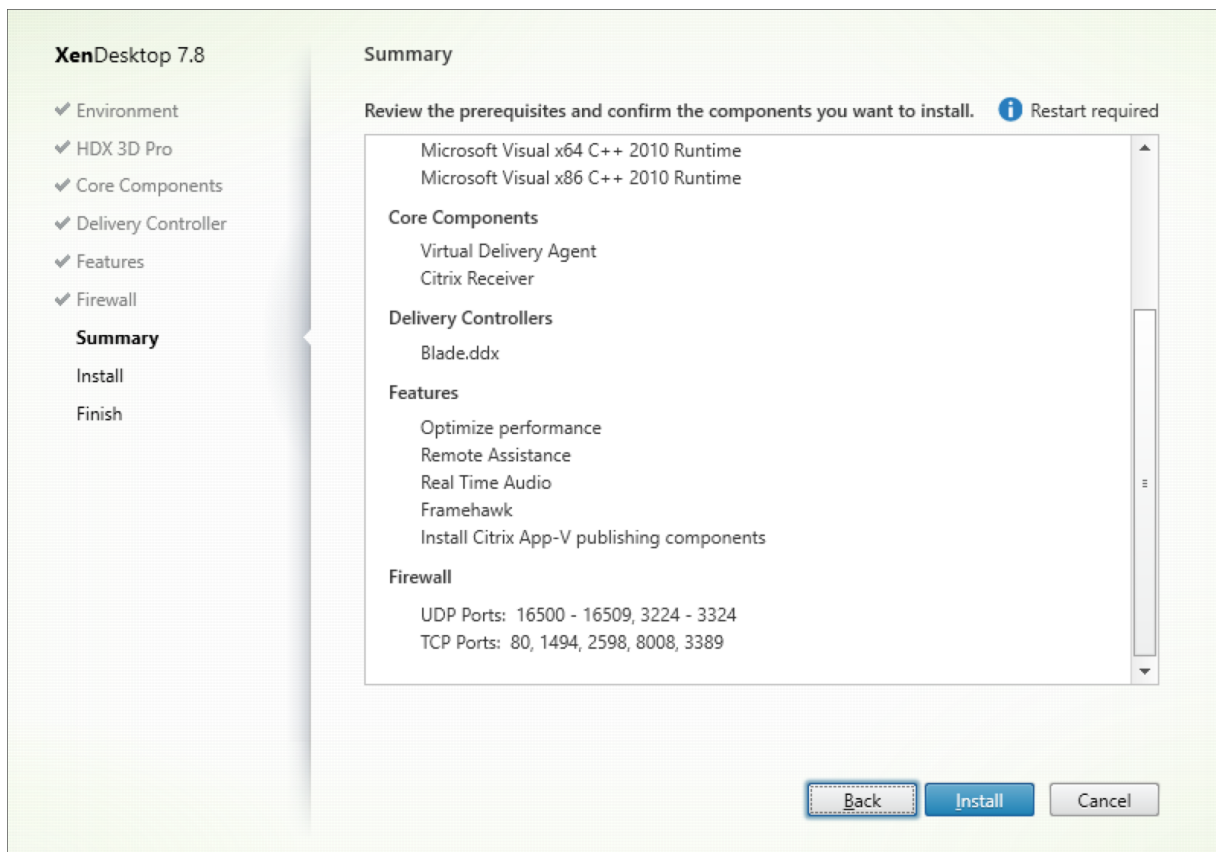 XenDesktop 7.8
Environment
HDX 3D Pro
Core Components
Delivery Controller
Features
Firewall
Summary
Install
Finish
Summary
Review the prerequisites and confirm the components you want to install.
Restart required
Microsoft Visual x64 C++ 2010 Runtime
Microsoft Visual x86 C++ 2010 Runtime
Core Components
Virtual Delivery Agent
Citrix Receiver
Delivery Controllers
Blade.ddx
Features
Optimize performance
Remote Assistance
Real Time Audio
Framehawk
Install Citrix App-V publishing components
Firewall
UDP Ports: 16500 - 16509, 3224 - 3324
TCP Ports: 80, 1494, 2598, 8008, 3389
Back
Install
Cancel